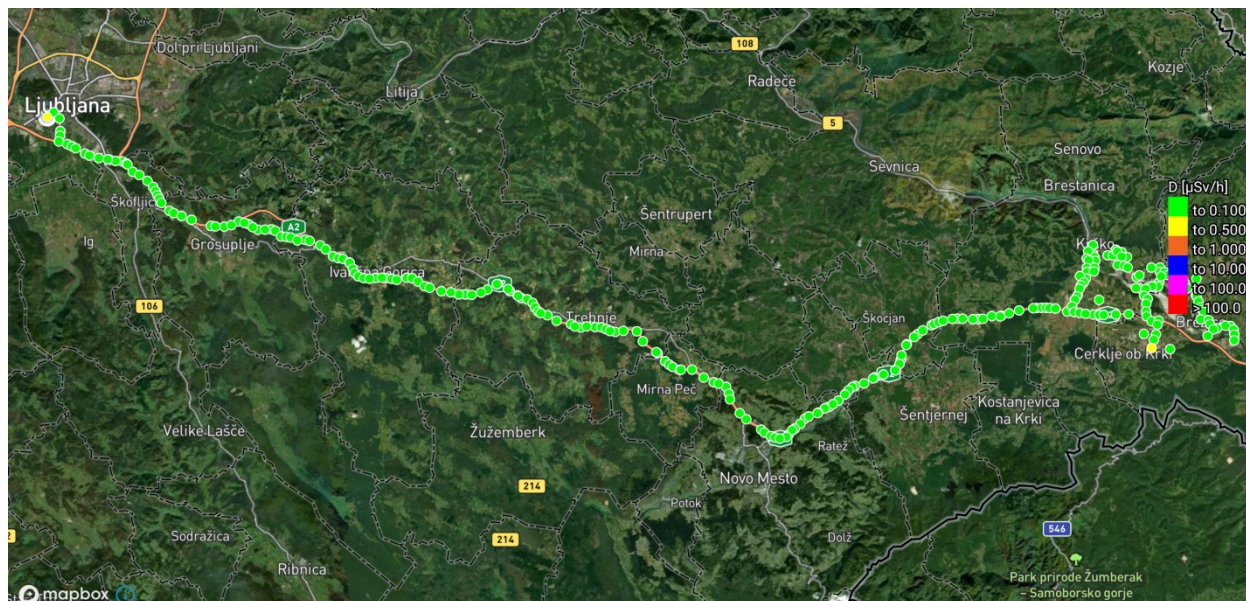 Dol pri Ljubljani
108
Kozje
Radeče
Litija
Ljubljana
5
Senovo
Sevnica
Brestanica
D [µSv/h]
to 0.100
to 0.500
to 1.000
to 10.00
to 100.0
> 100.0
Škofljica
Šentrupert
A2
Ig
Grosuplje
Mirna
Ivančna Gorica
106
Trebnje
Škocjan
Cerklje ob Krki
Mirna Peč
Kostanjevica
na Krki
Šentjernej
Velike Lašče
Žužemberk
Ratež
Novo Mesto
214
Potok
546
Sodražica
214
Dolž
Ribnica
Park prirode Žumberak
– Samoborsko gorje
mapbox